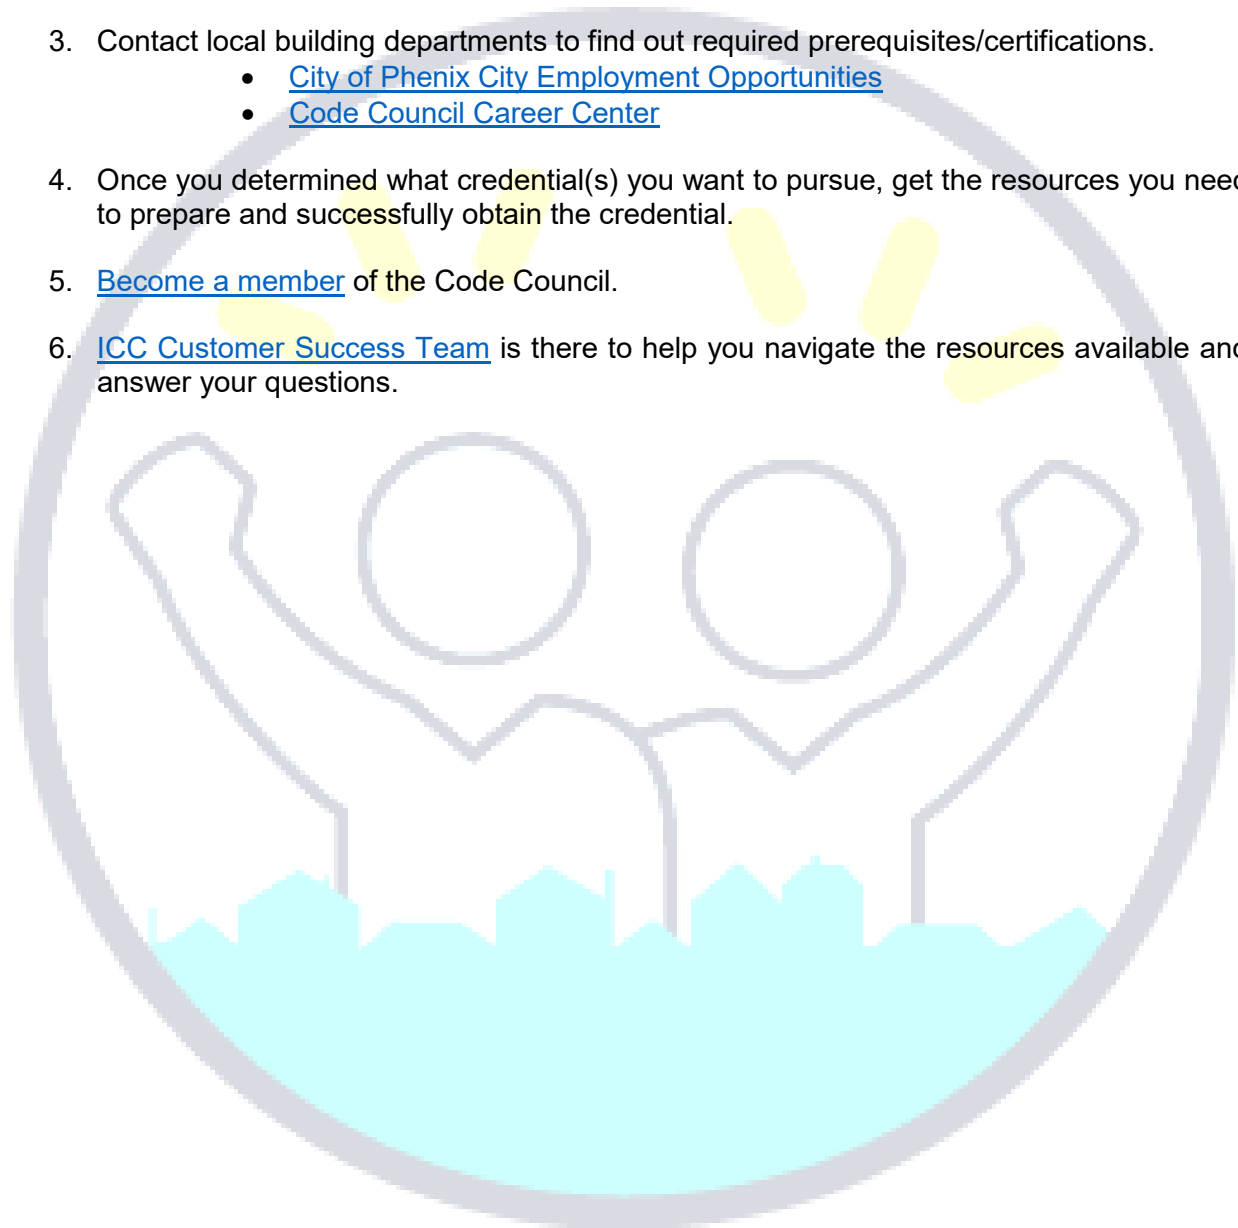 3. Contact local building departments to find out required prerequisites/certifications.
• City of Phenix City Employment Opportunities
• Code Council Career Center
4. Once you determined what credential(s) you want to pursue, get the resources you need
to prepare and successfully obtain the credential.
5. Become a member of the Code Council.
6. ICC Customer Success Team is there to help you navigate the resources available and
answer your questions.